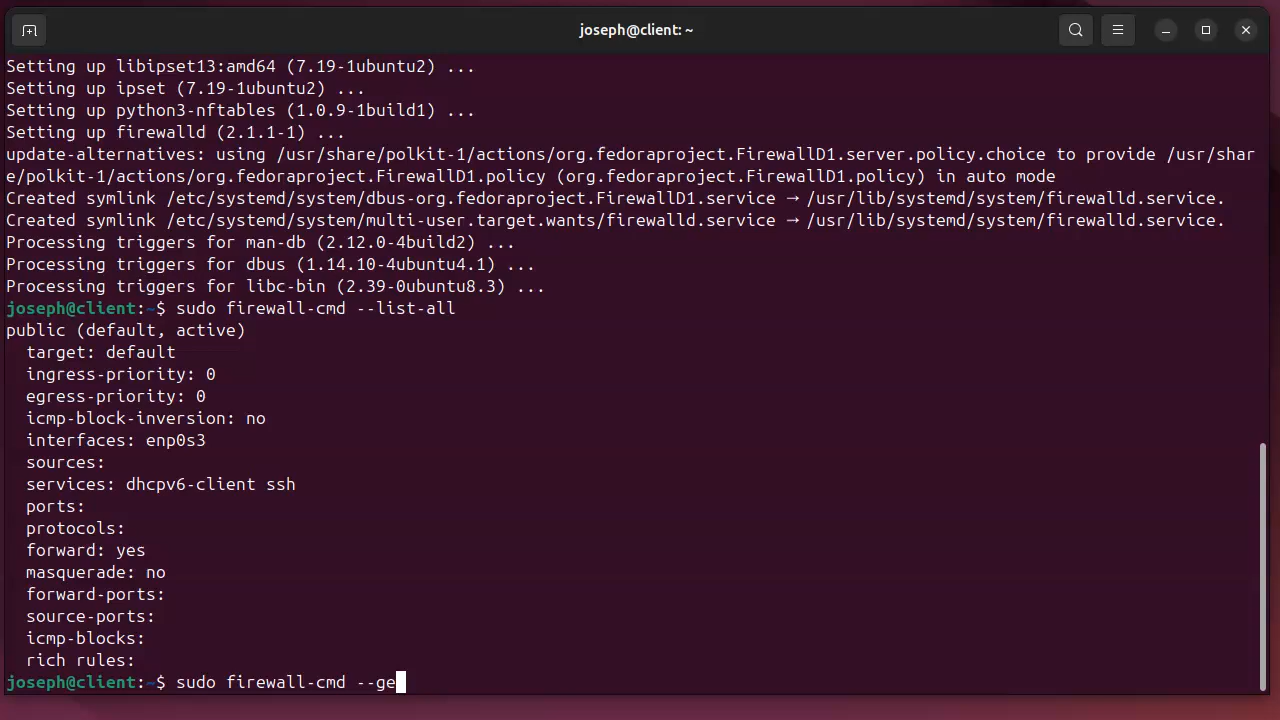 joseph@client: ~
Setting up libipset13:amd64 (7.19-1ubuntu2) ...
Setting up ipset (7.19-1ubuntu2) ...
Setting up python3-nftables (1.0.9-1build1) ...
Setting up firewalld (2.1.1-1) ...
update-alternatives: using /usr/share/polkit-1/actions/org.fedoraproject.FirewallD1.server.policy.choice to provide /usr/shar
e/polkit-1/actions/org.fedoraproject.FirewallD1.policy (org.fedoraproject.FirewallD1.policy) in auto mode
Created symlink /etc/systemd/system/dbus-org.fedoraproject.FirewallD1.service → /usr/lib/systemd/system/firewalld.service.
Created symlink /etc/systemd/system/multi-user.target.wants/firewalld.service → /usr/lib/systemd/system/firewalld.service.
Processing triggers for man-db (2.12.0-4build2) ...
Processing triggers for dbus (1.14.10-4ubuntu4.1) ...
Processing triggers for libc-bin (2.39-0ubuntu8.3) ...
joseph@client:~$ sudo firewall-cmd --list-all
public (default, active)
  target: default
  ingress-priority: 0
  egress-priority: 0
  icmp-block-inversion: no
  interfaces: enp0s3
  sources:
  services: dhcpv6-client ssh
  ports:
  protocols:
  forward: yes
  masquerade: no
  forward-ports:
  source-ports:
  icmp-blocks:
  rich rules:
joseph@client:~$ sudo firewall-cmd --ge